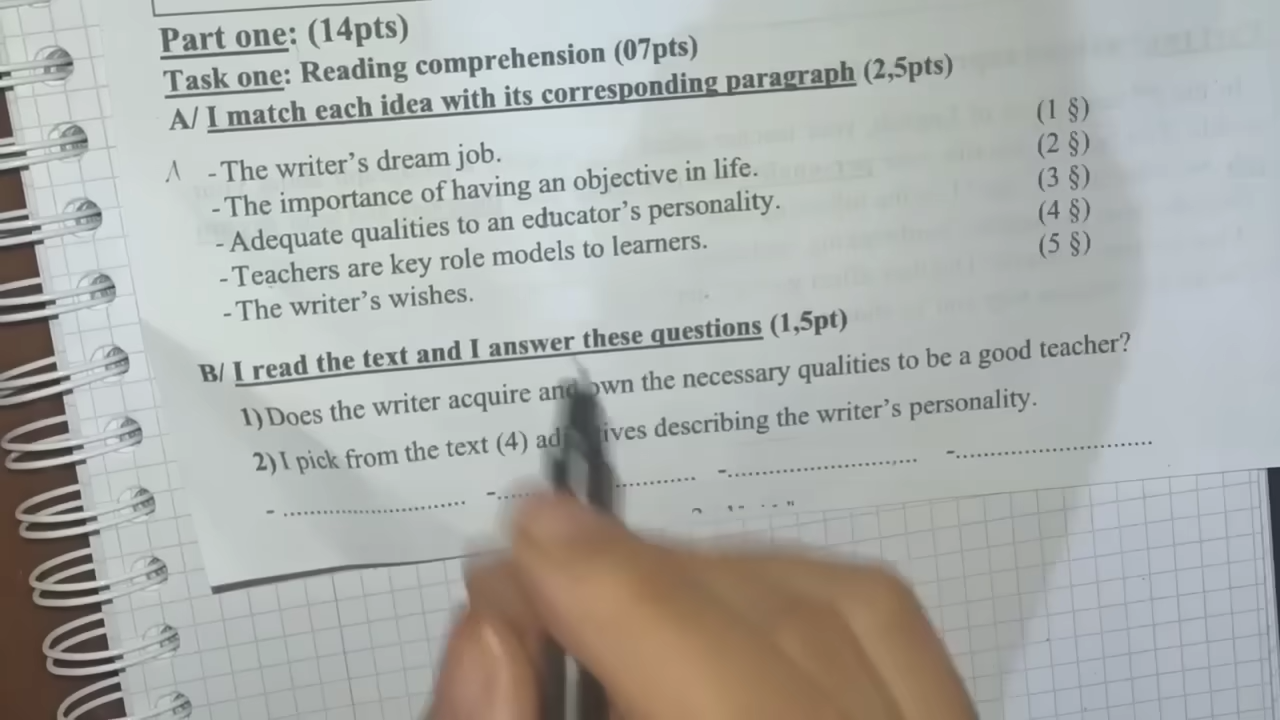 Part one: (14pts)
Task one: Reading comprehension (07pts)
A/ I match each idea with its corresponding paragraph (2,5pts)
-The writer's dream job. (1 §)
-The importance of having an objective in life. (2 §)
-Adequate qualities to an educator's personality. (3 §)
-Teachers are key role models to learners. (4 §)
-The writer's wishes. (5 §)
B/ I read the text and I answer these questions (1,5pt)
1) Does the writer acquire and own the necessary qualities to be a good teacher?
2) I pick from the text (4) describing the writer's personality.
- .............................. -...... ............... -.............................. -..............................